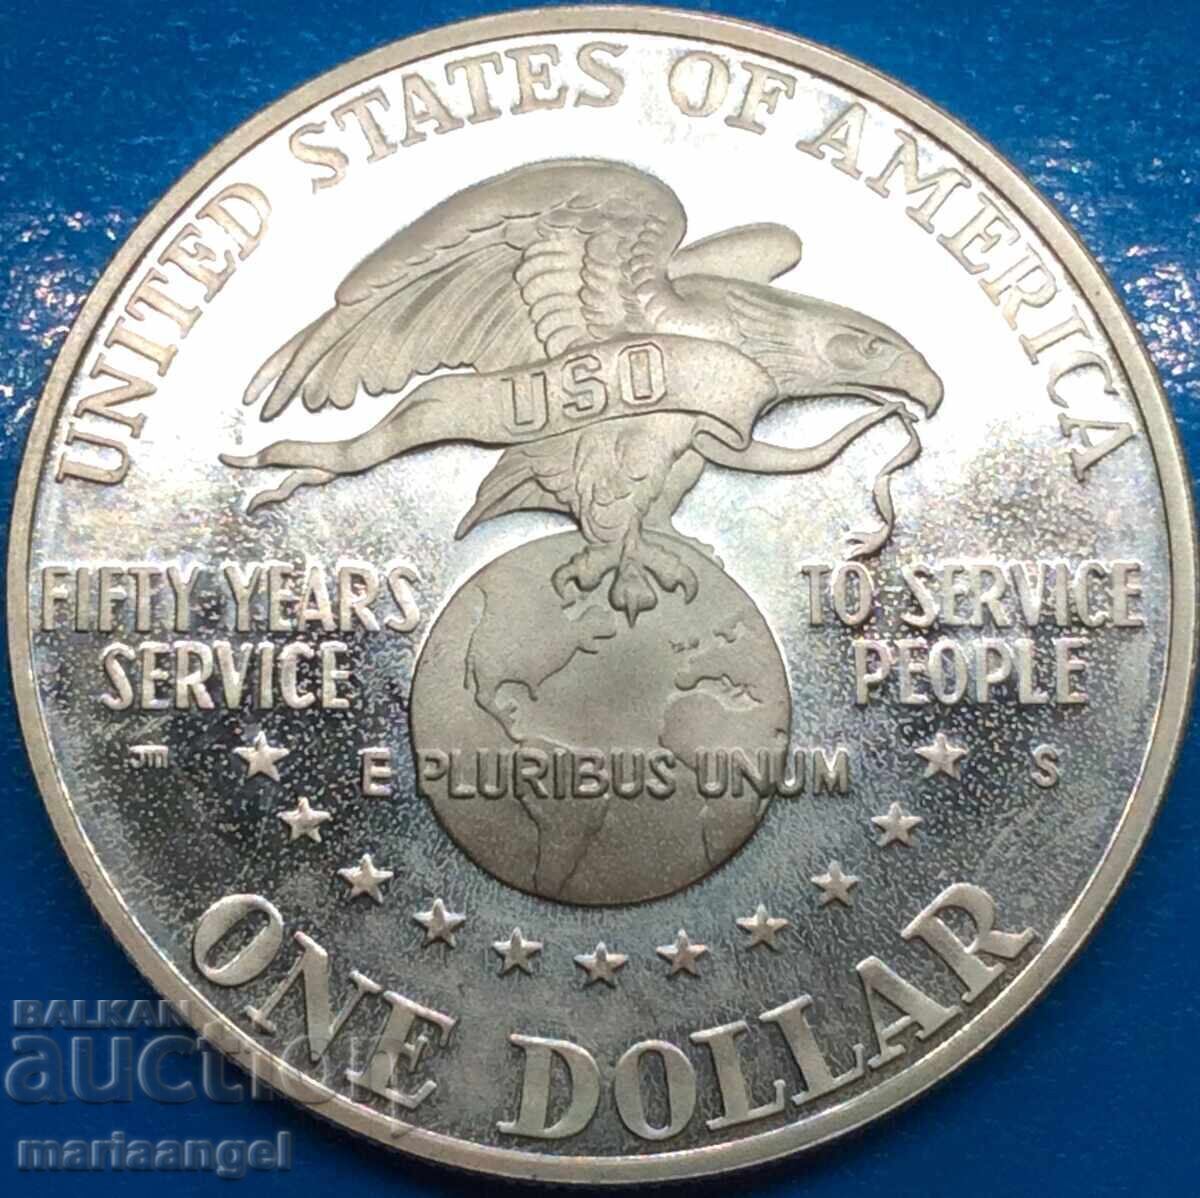 UNITED STATES OF AMERICA
USO
FIFTY YEARS
SERVICE
TO SERVICE
PEOPLE
JM
E PLURIBUS UNUM
S
ONE DOLLAR
BALKAN
auction
mariaangel